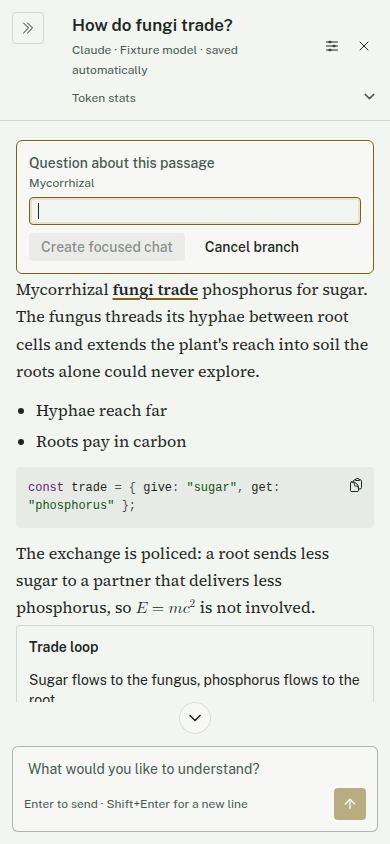 How do fungi trade?
Claude · Fixture model · saved
automatically
Token stats
Question about this passage
Mycorrhizal
Create focused chat
Cancel branch
Mycorrhizal fungi trade phosphorus for sugar.
The fungus threads its hyphae between root
cells and extends the plant's reach into soil the
roots alone could never explore.
• Hyphae reach far
• Roots pay in carbon
const trade = { give: "sugar", get:
"phosphorus" };
The exchange is policed: a root sends less
sugar to a partner that delivers less
phosphorus, so E = mc² is not involved.
Trade loop
Sugar flows to the fungus, phosphorus flows to the
root
What would you like to understand?
Enter to send · Shift+Enter for a new line